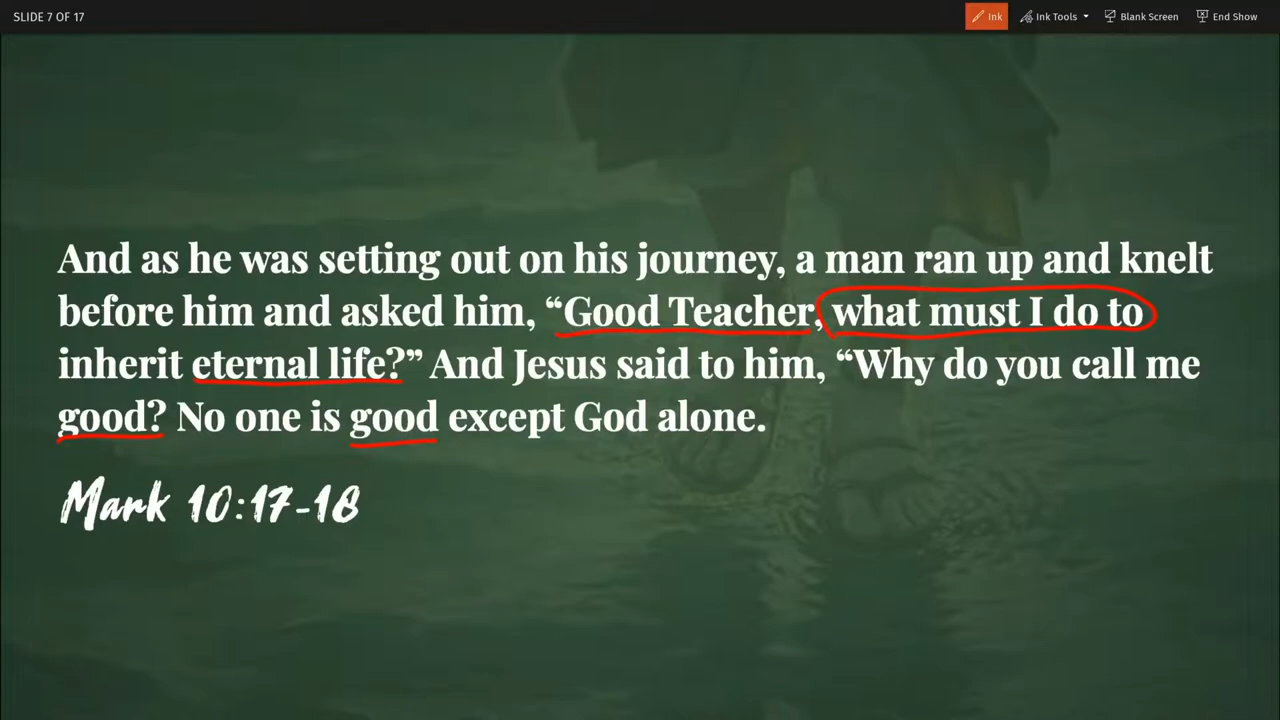 SLIDE 7 OF 17
Ink Ink Tools Blank Screen End Show
And as he was setting out on his journey, a man ran up and knelt
before him and asked him, “Good Teacher, what must I do to
inherit eternal life?” And Jesus said to him, “Why do you call me
good? No one is good except God alone.
Mark 10:17-18